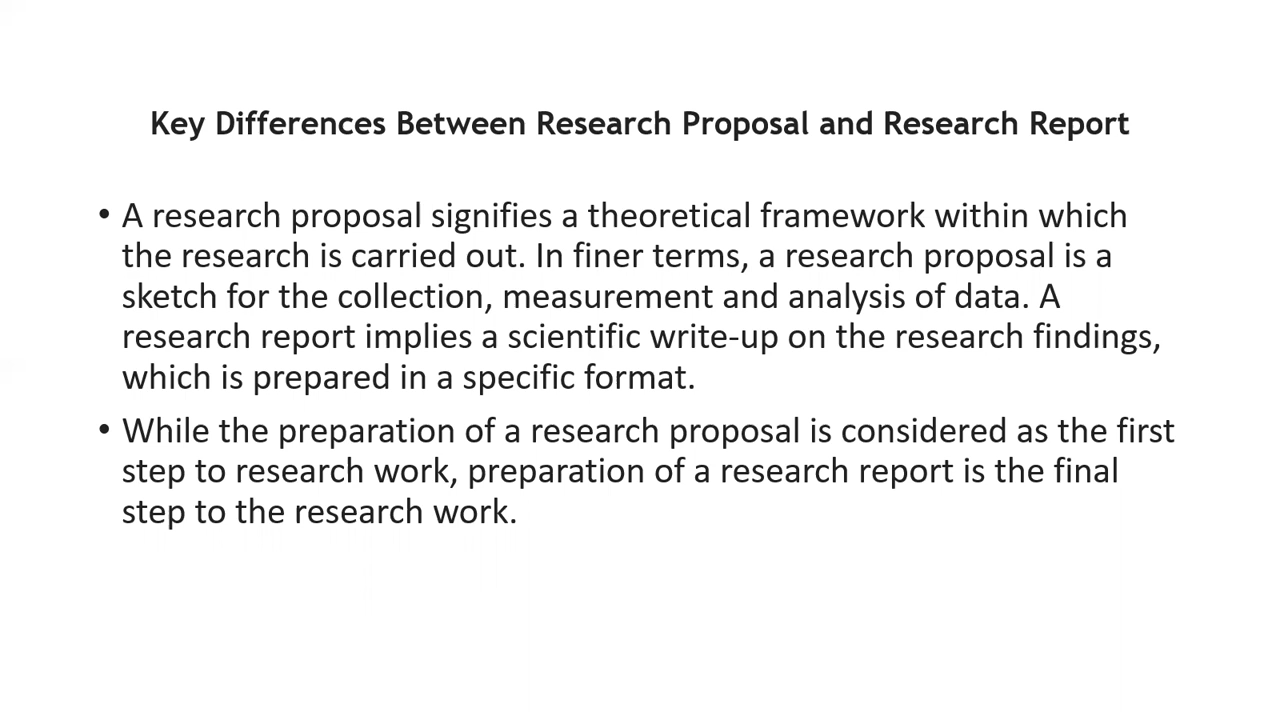 Key Differences Between Research Proposal and Research Report
• A research proposal signifies a theoretical framework within which
the research is carried out. In finer terms, a research proposal is a
sketch for the collection, measurement and analysis of data. A
research report implies a scientific write-up on the research findings,
which is prepared in a specific format.
• While the preparation of a research proposal is considered as the first
step to research work, preparation of a research report is the final
step to the research work.